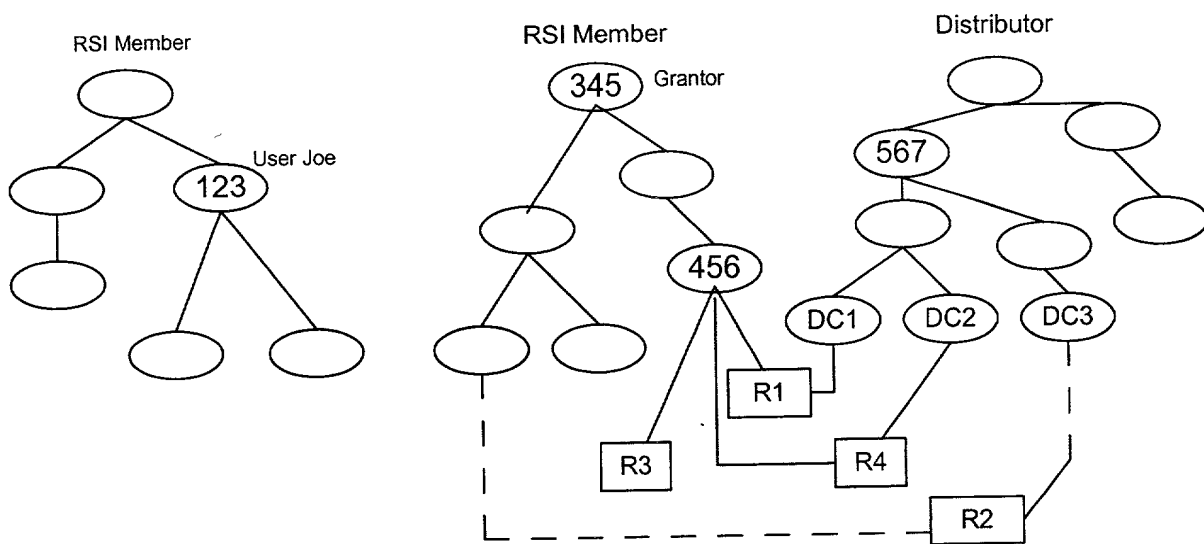 RSI Member
User Joe
123
RSI Member
345
Grantor
456
R3
R1
R4
R2
Distributor
567
DC1
DC2
DC3